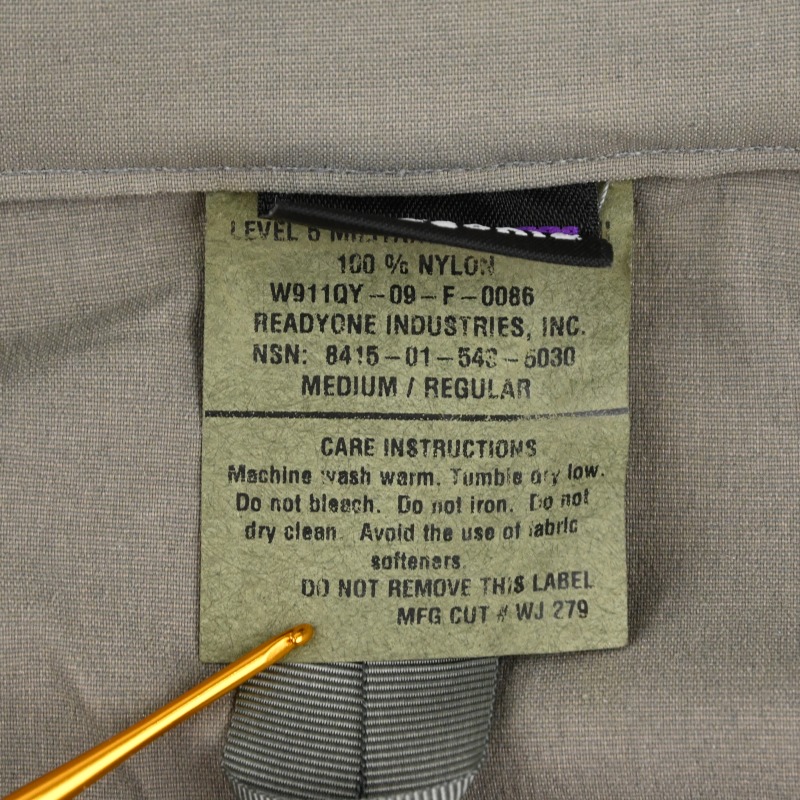 LEVEL 5
100 % NYLON
W911QY-09-F-0086
READYONE INDUSTRIES, INC.
NSN: 8415-01-543-5030
MEDIUM / REGULAR
CARE INSTRUCTIONS
Machine wash warm. Tumble dry low.
Do not bleach. Do not iron. Do not
dry clean. Avoid the use of fabric
softeners.
DO NOT REMOVE THIS LABEL
MFG CUT # WJ 279